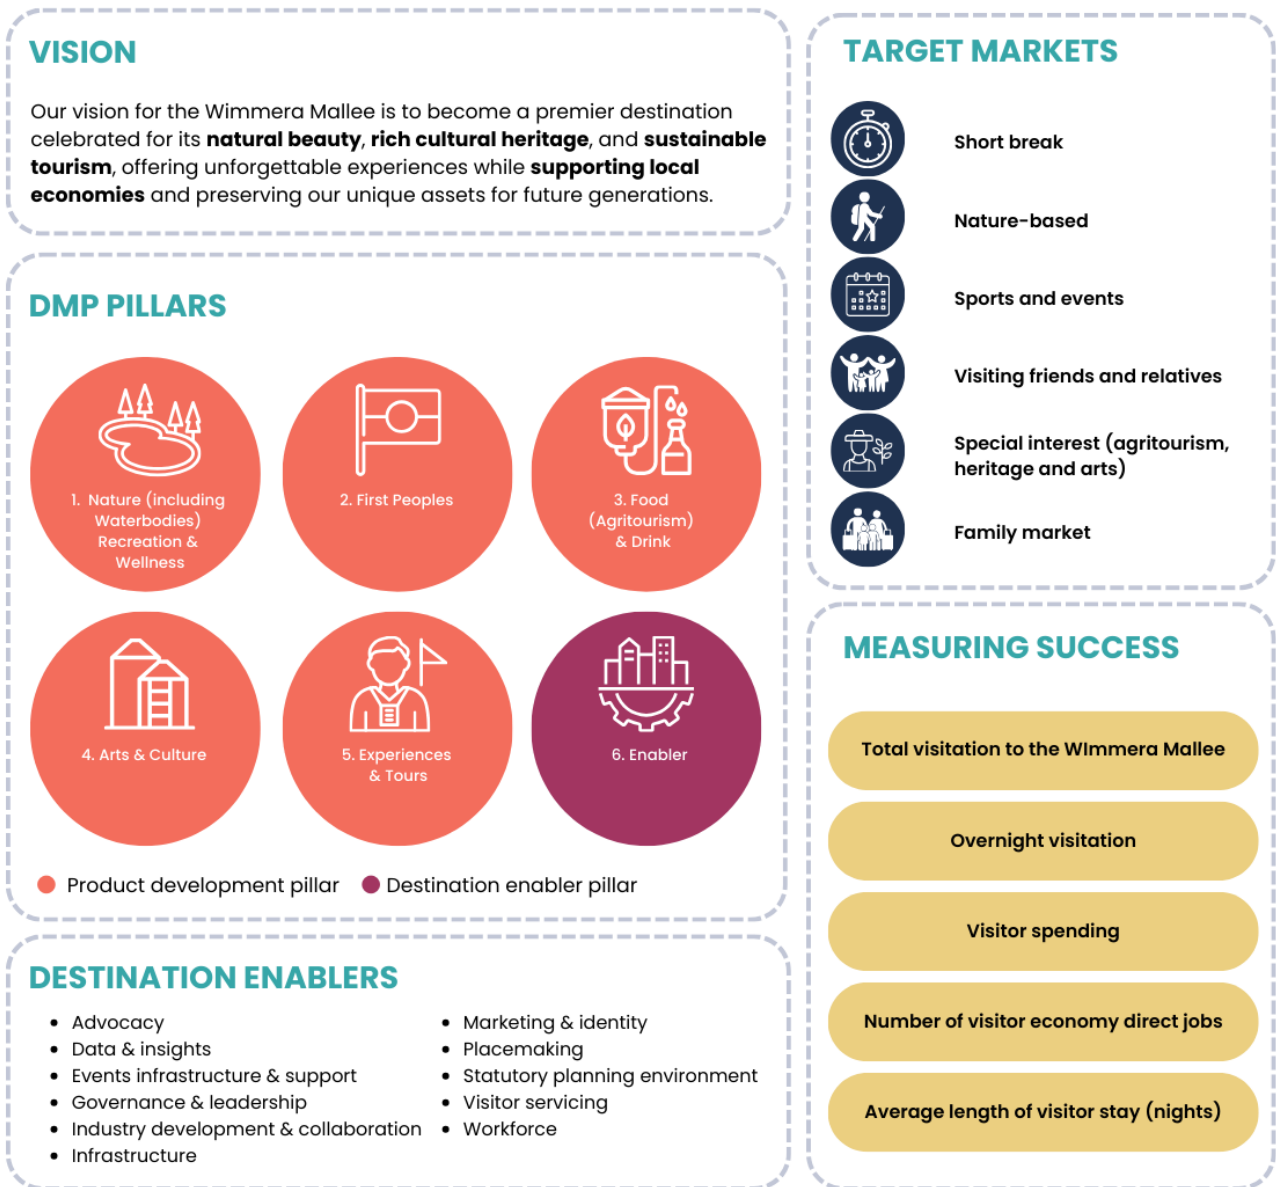 VISION
Our vision for the Wimmera Mallee is to become a premier destination
celebrated for its natural beauty, rich cultural heritage, and sustainable
tourism, offering unforgettable experiences while supporting local
economies and preserving our unique assets for future generations.
DMP PILLARS
1. Nature (including
Waterbodies)
Recreation &
Wellness
2. First Peoples
3. Food
(Agritourism)
& Drink
4. Arts & Culture
5. Experiences
& Tours
6. Enabler
Product development pillar
Destination enabler pillar
DESTINATION ENABLERS
• Advocacy
• Data & insights
• Events infrastructure & support
• Governance & leadership
• Industry development & collaboration
• Infrastructure
• Marketing & identity
• Placemaking
• Statutory planning environment
• Visitor servicing
• Workforce
TARGET MARKETS
Short break
Nature-based
Sports and events
Visiting friends and relatives
Special interest (agritourism,
heritage and arts)
Family market
MEASURING SUCCESS
Total visitation to the WImmera Mallee
Overnight visitation
Visitor spending
Number of visitor economy direct jobs
Average length of visitor stay (nights)